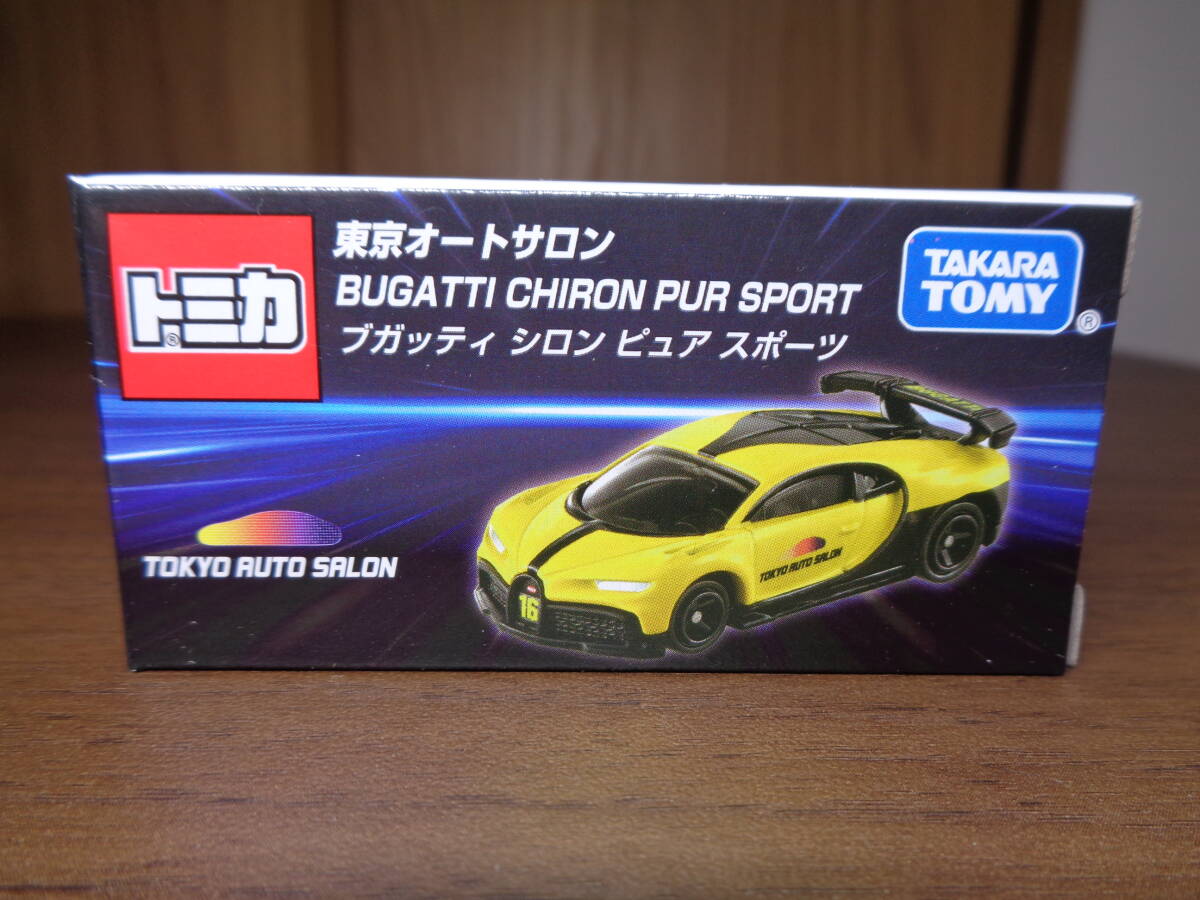 トミカ®
東京オートサロン
BUGATTI CHIRON PUR SPORT
ブガッティ シロン ピュア スポーツ
TAKARA
TOMY®
TOKYO AUTO SALON
TOKYO AUTO SALON
16